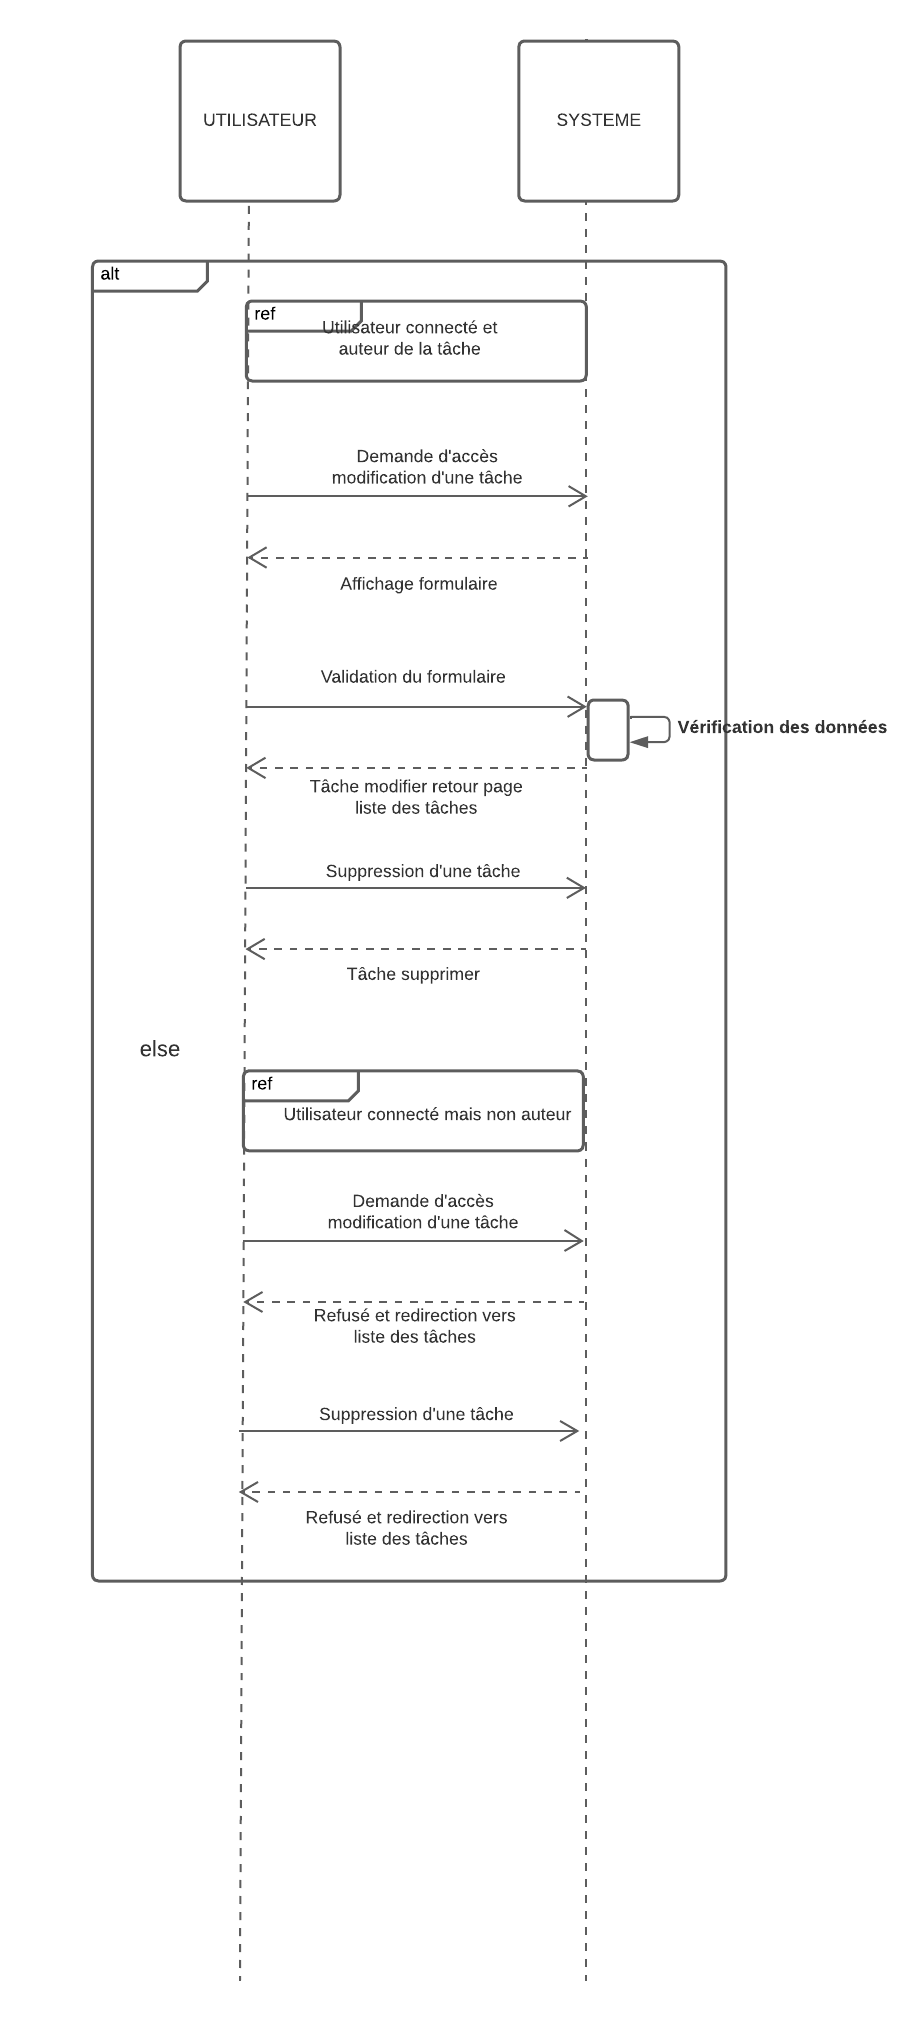 UTILISATEUR
SYSTEME
alt
ref
Utilisateur connecté et
auteur de la tâche
Demande d'accès
modification d'une tâche
Affichage formulaire
Validation du formulaire
Vérification des données
Tâche modifier retour page
liste des tâches
Suppression d'une tâche
Tâche supprimer
else
ref
Utilisateur connecté mais non auteur
Demande d'accès
modification d'une tâche
Refusé et redirection vers
liste des tâches
Suppression d'une tâche
Refusé et redirection vers
liste des tâches